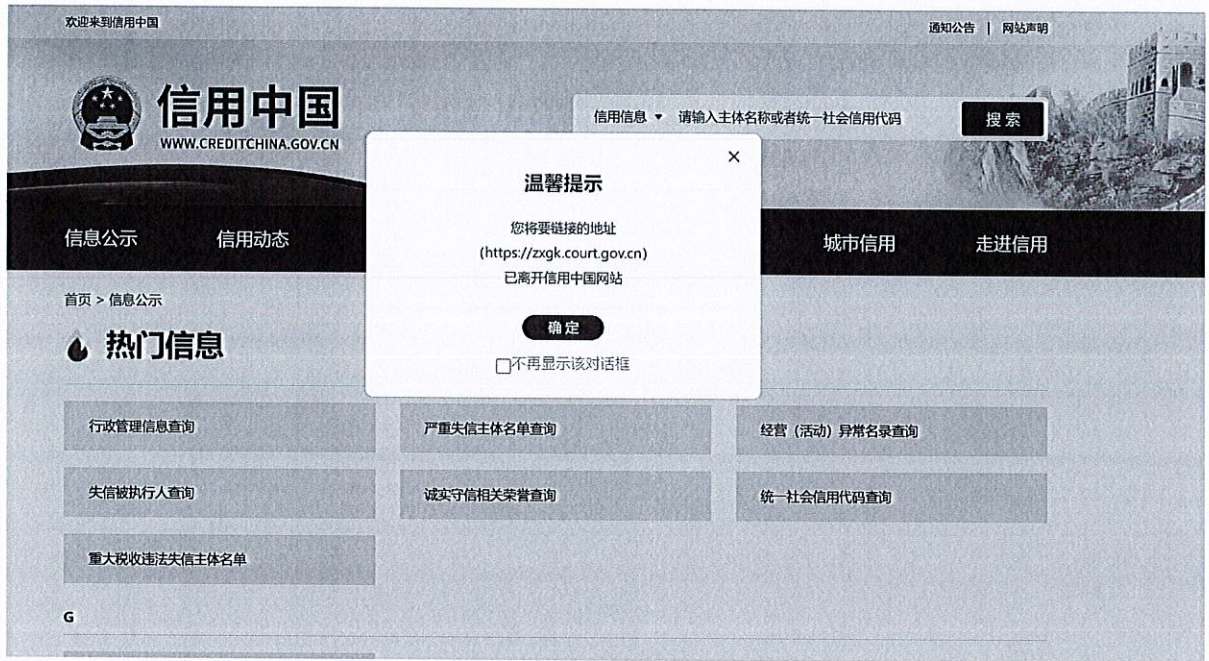 欢迎来到信用中国
通知公告 | 网站声明
信用中国
WWW.CREDITCHINA.GOV.CN
信用信息 ▼ 请输入主体名称或者统一社会信用代码 搜索
×
温馨提示
您将要链接的地址
(https://zxgk.court.gov.cn)
已离开信用中国网站
确定
不再显示该对话框
信息公示 信用动态 城市信用 走进信用
首页 > 信息公示
热门信息
行政管理信息查询 严重失信主体名单查询 经营（活动）异常名录查询
失信被执行人查询 诚实守信相关荣誉查询 统一社会信用代码查询
重大税收违法失信主体名单
G